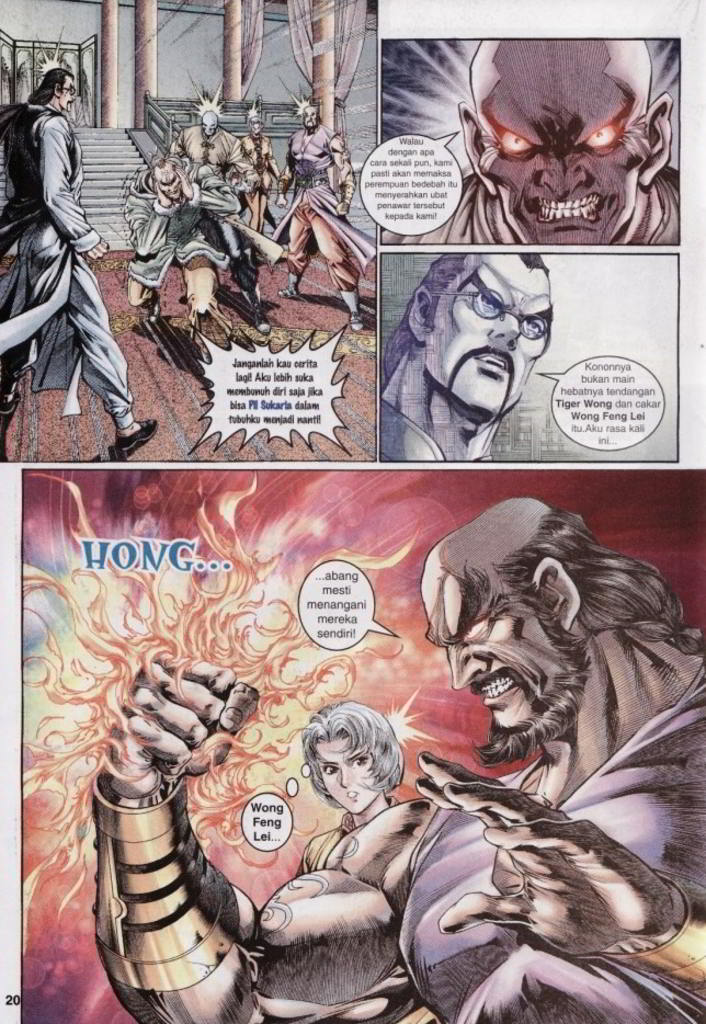 Janganlah kau cerita
lagi! Aku lebih suka
membunuh diri saja jika
bisa Pil Sukaria dalam
tubuhku menjadi nanti!
Walau
dengan apa
cara sekali pun, kami
pasti akan memaksa
perempuan bedebah itu
menyerahkan ubat
penawar tersebut
kepada kami!
Kononnya
bukan main
hebatnya tendangan
Tiger Wong dan cakar
Wong Feng Lei
itu.Aku rasa kali
ini...
HONG...
...abang
mesti
menangani
mereka
sendiri!
Wong
Feng
Lei...
20